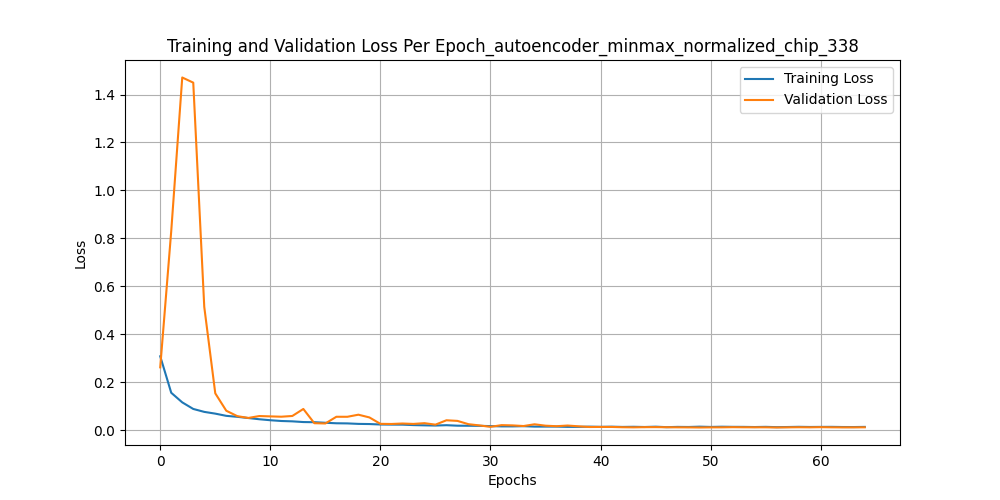 Training and Validation Loss Per Epoch_autoencoder_minmax_normalized_chip_338
Training Loss
Validation Loss
Loss
1.4
1.2
1.0
0.8
0.6
0.4
0.2
0.0
0 10 20 30 40 50 60
Epochs